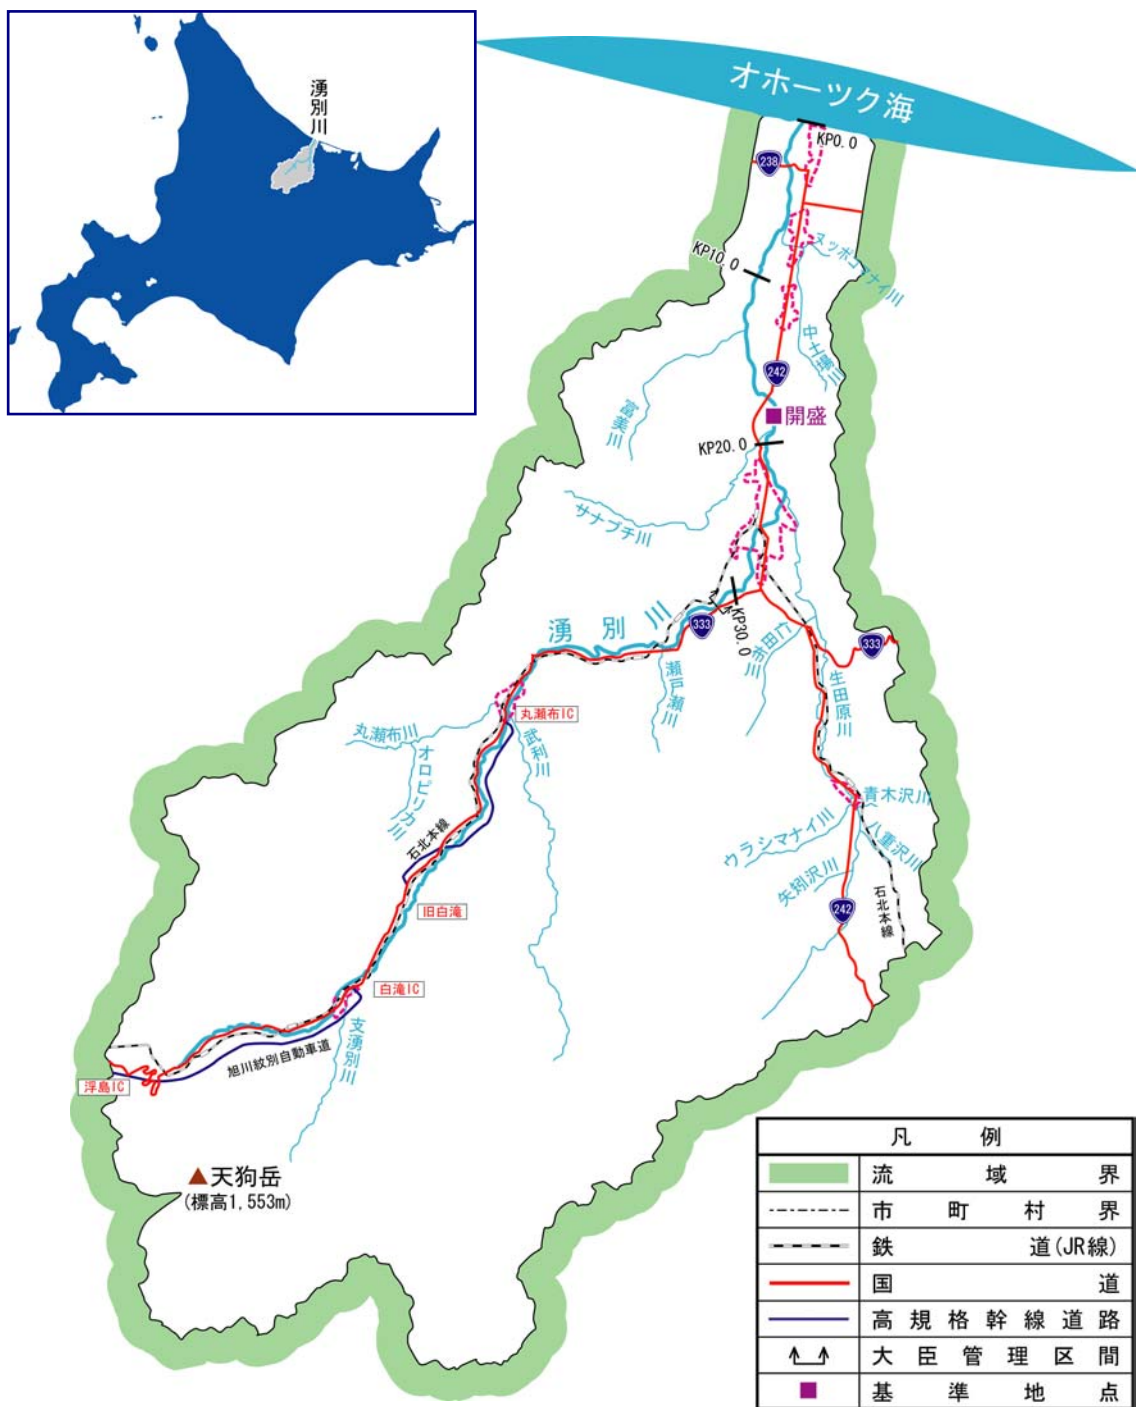 湧別川
オホーツク海
KP0.0
238
ヌッポコマナイ川
KP10.0
中土場川
242
開盛
富美川
KP20.0
サナブチ川
湧別川
333
KP30.0
333
瀬戸瀬川
生田原川
丸瀬布IC
丸瀬布川
武利川
オロピリカ川
青木沢川
石北本線
ウラシマナイ川
八重沢川
矢矧沢川
旧白滝
242
石北本線
白滝IC
支湧別川
旭川紋別自動車道
浮島IC
天狗岳
(標高1,553m)
凡例
流域界
市町村界
鉄道(JR線)
国道
高規格幹線道路
大臣管理区間
基準地点